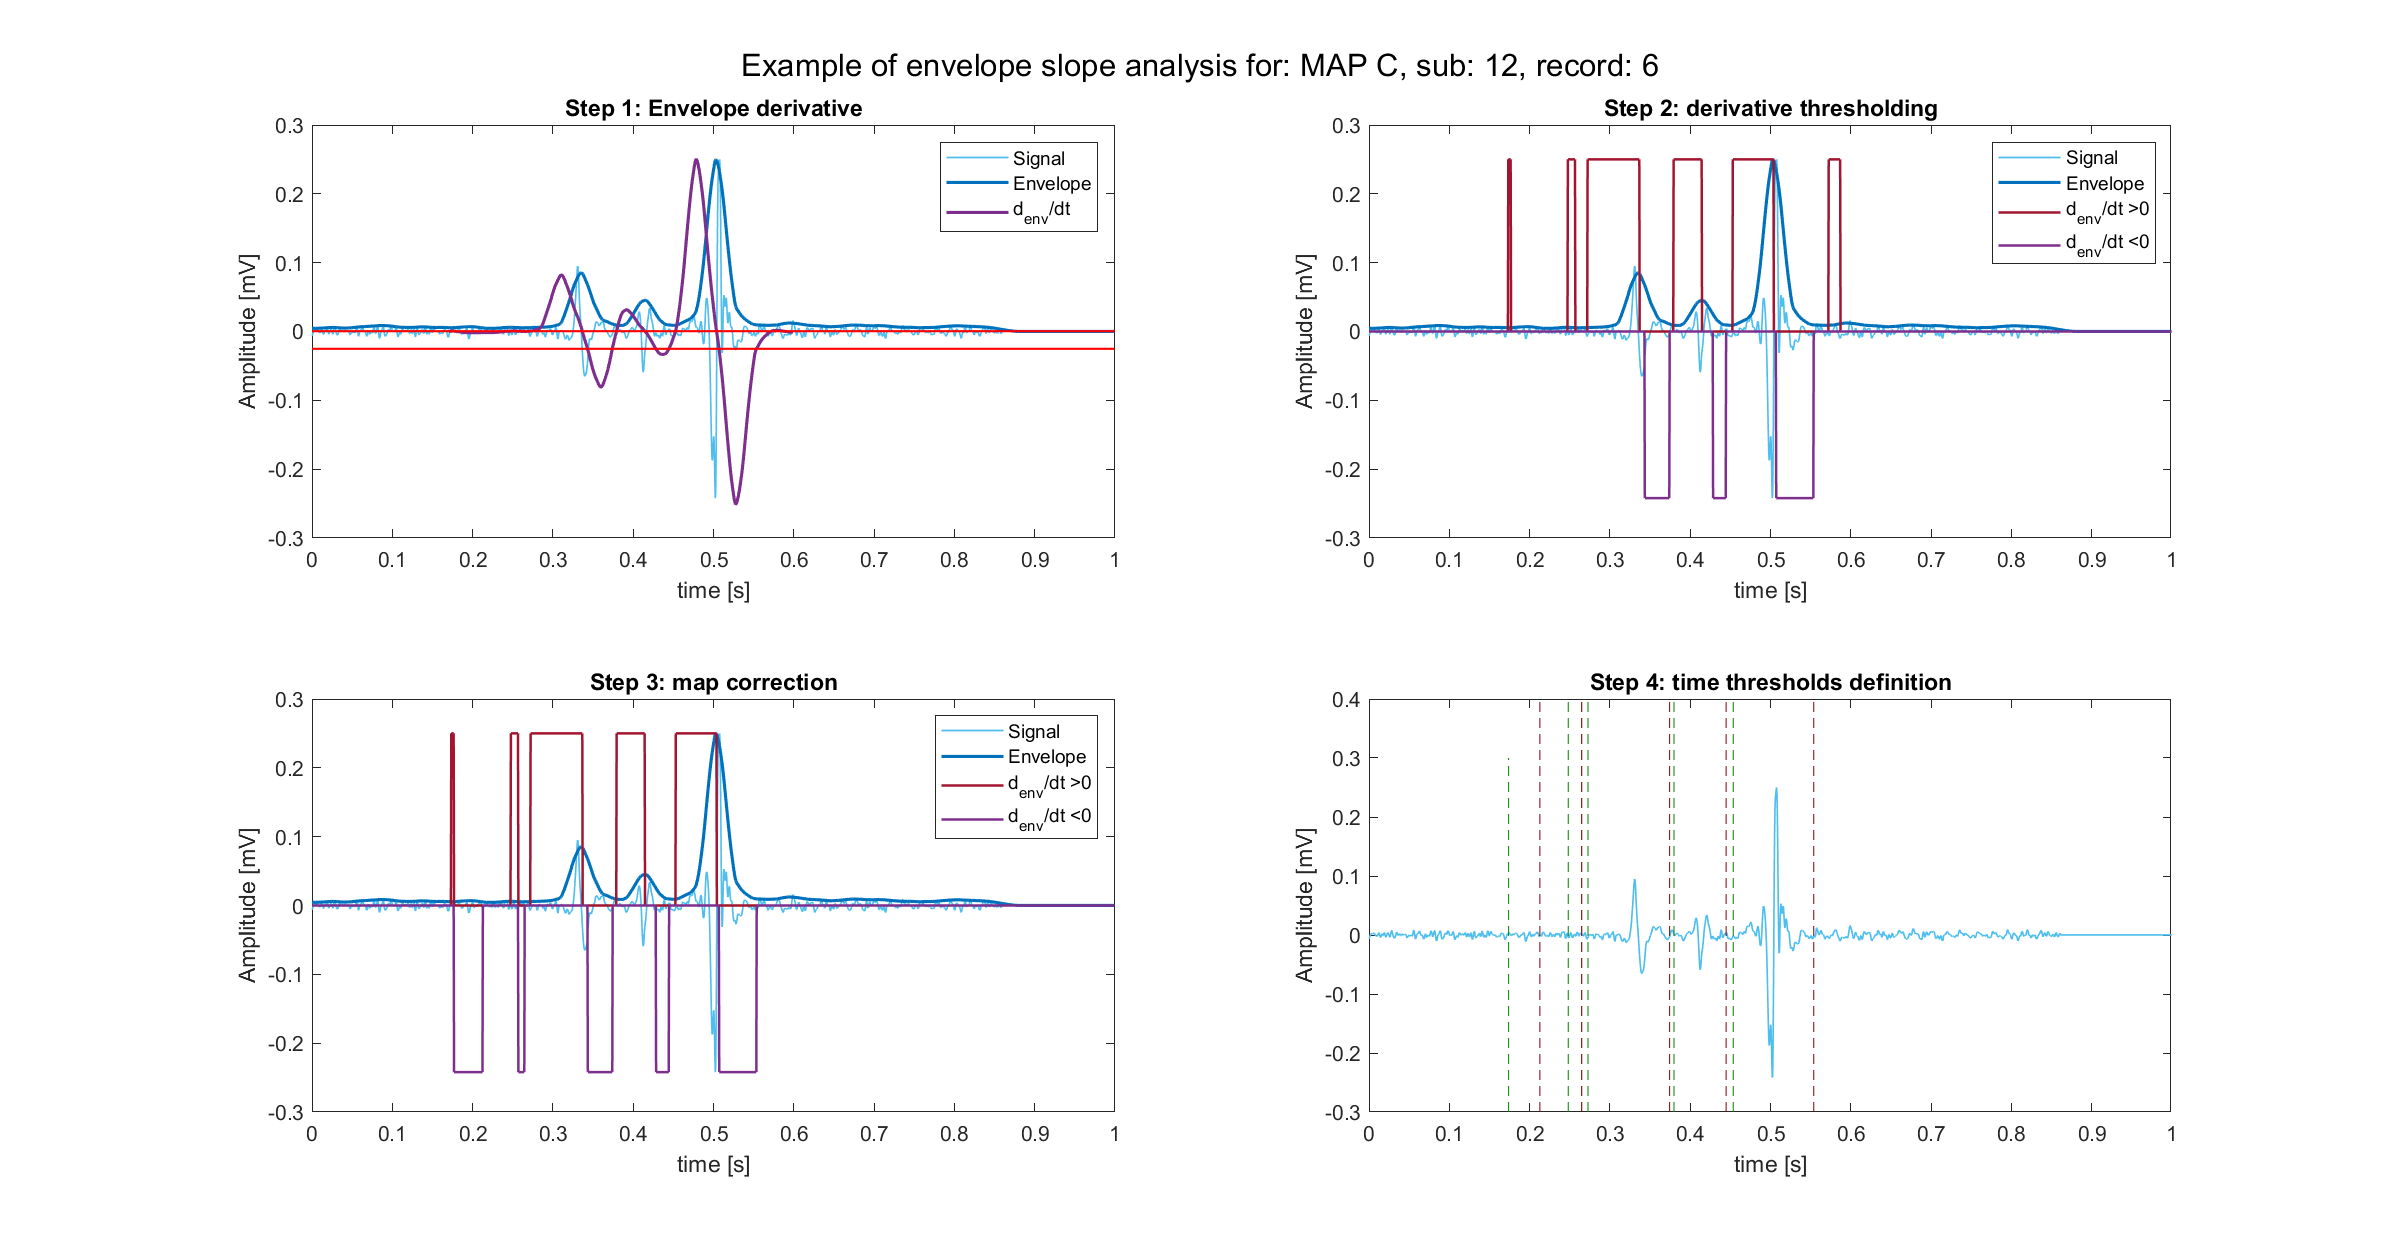 Example of envelope slope analysis for: MAP C, sub: 12, record: 6
Step 1: Envelope derivative
0.3
0.2
0.1
0
-0.1
-0.2
-0.3
Amplitude [mV]
0 0.1 0.2 0.3 0.4 0.5 0.6 0.7 0.8 0.9 1
time [s]
Signal
Envelope
d_env/dt
Step 2: derivative thresholding
0.3
0.2
0.1
0
-0.1
-0.2
-0.3
Amplitude [mV]
0 0.1 0.2 0.3 0.4 0.5 0.6 0.7 0.8 0.9 1
time [s]
Signal
Envelope
d_env/dt >0
d_env/dt <0
Step 3: map correction
0.3
0.2
0.1
0
-0.1
-0.2
-0.3
Amplitude [mV]
0 0.1 0.2 0.3 0.4 0.5 0.6 0.7 0.8 0.9 1
time [s]
Signal
Envelope
d_env/dt >0
d_env/dt <0
Step 4: time thresholds definition
0.4
0.3
0.2
0.1
0
-0.1
-0.2
-0.3
Amplitude [mV]
0 0.1 0.2 0.3 0.4 0.5 0.6 0.7 0.8 0.9 1
time [s]